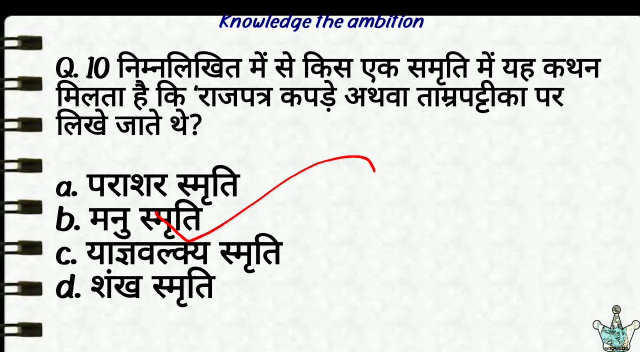 Knowledge the ambition
Q. 10 निम्नलिखित में से किस एक समृति में यह कथन
मिलता है कि 'राजपत्र कपड़े अथवा ताम्रपट्टीका पर
लिखे जाते थे?
a. पराशर स्मृति
b. मनु स्मृति
c. याज्ञवल्क्य स्मृति
d. शंख स्मृति